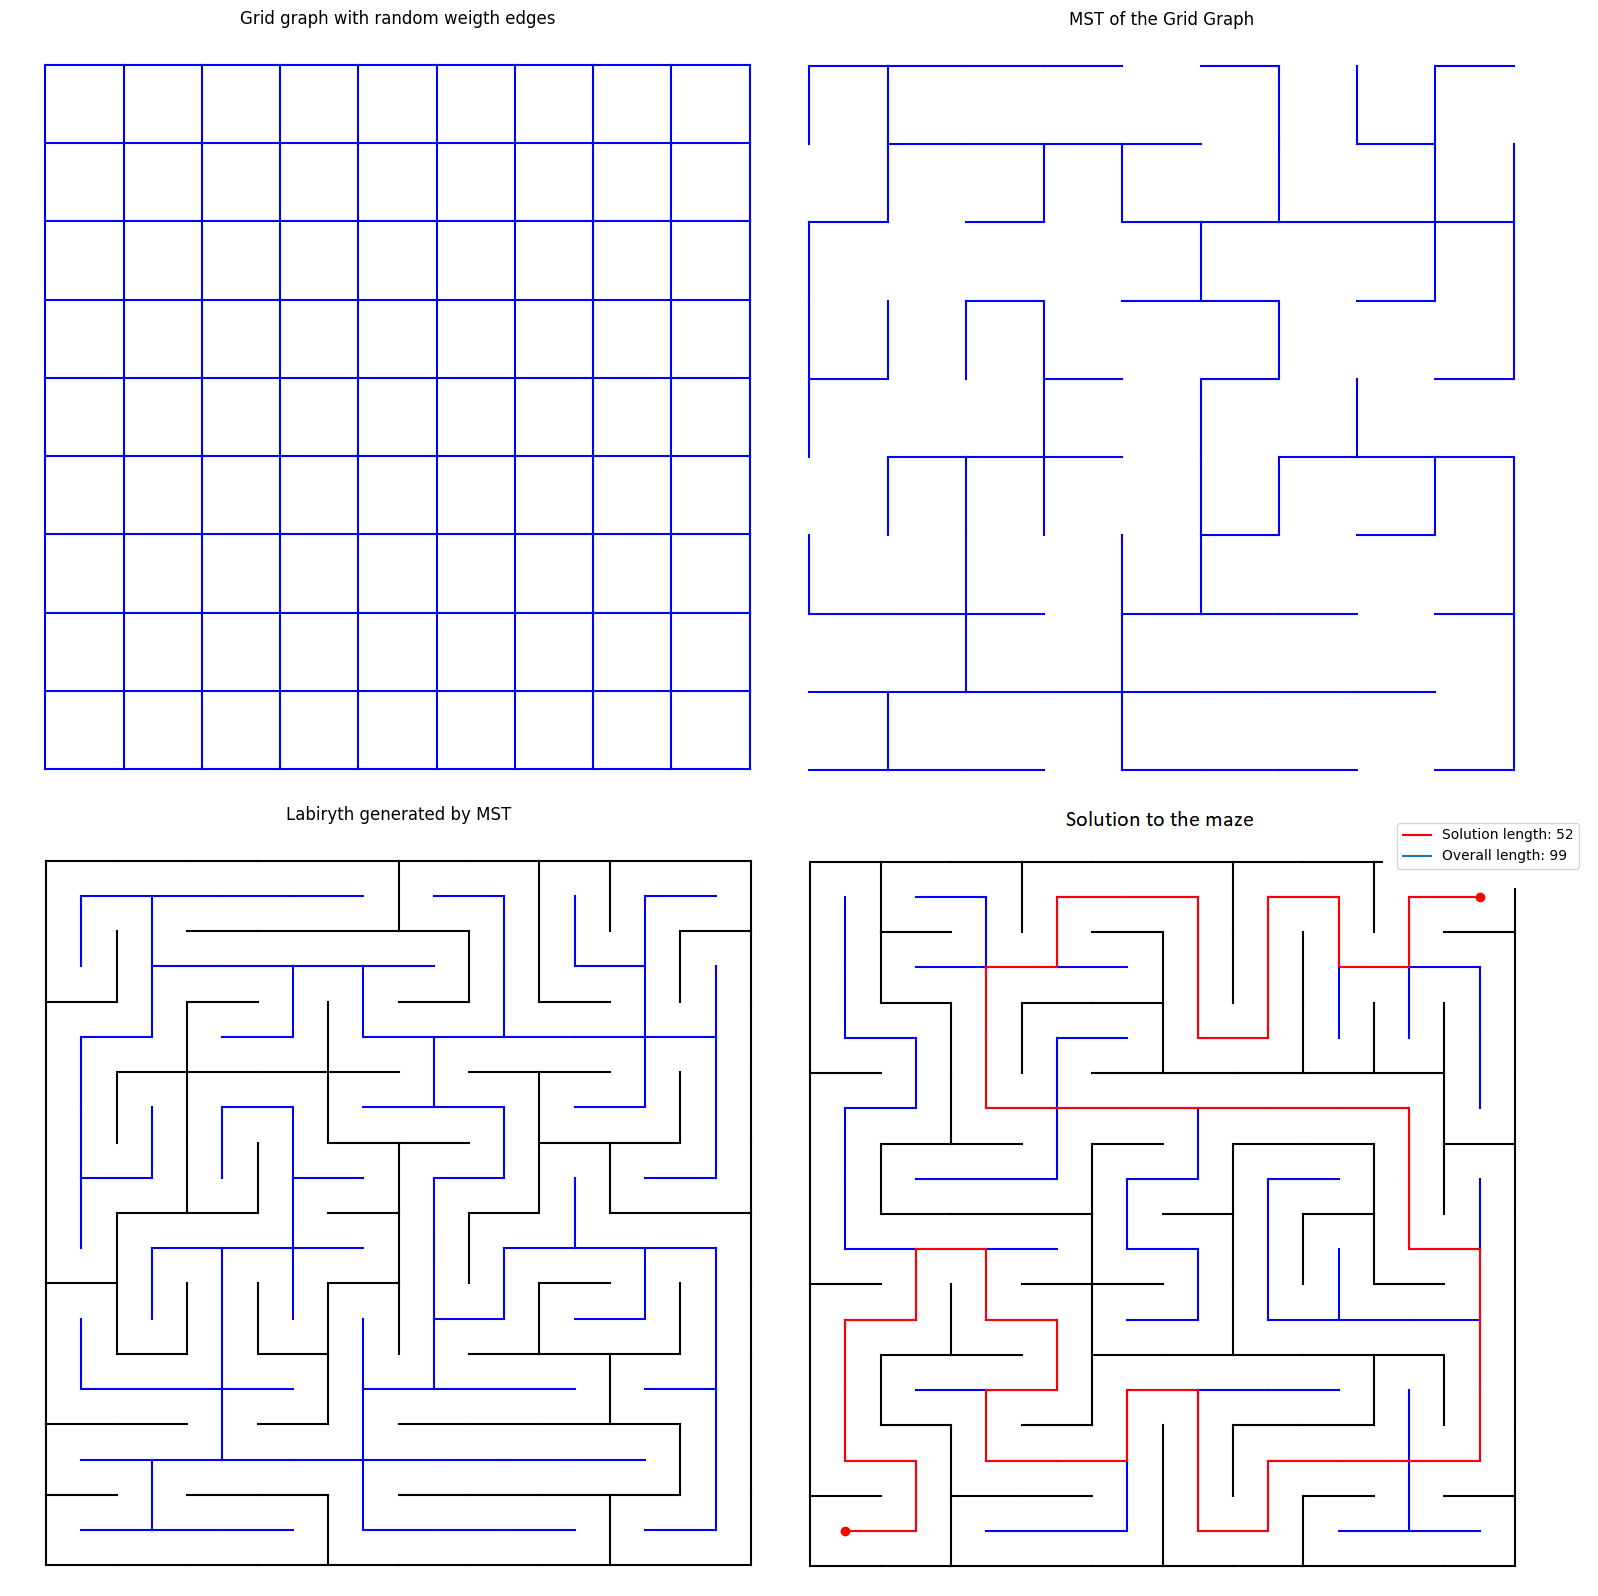 Grid graph with random weigth edges
MST of the Grid Graph
Labiryth generated by MST
Solution to the maze
Solution length: 52
Overall length: 99